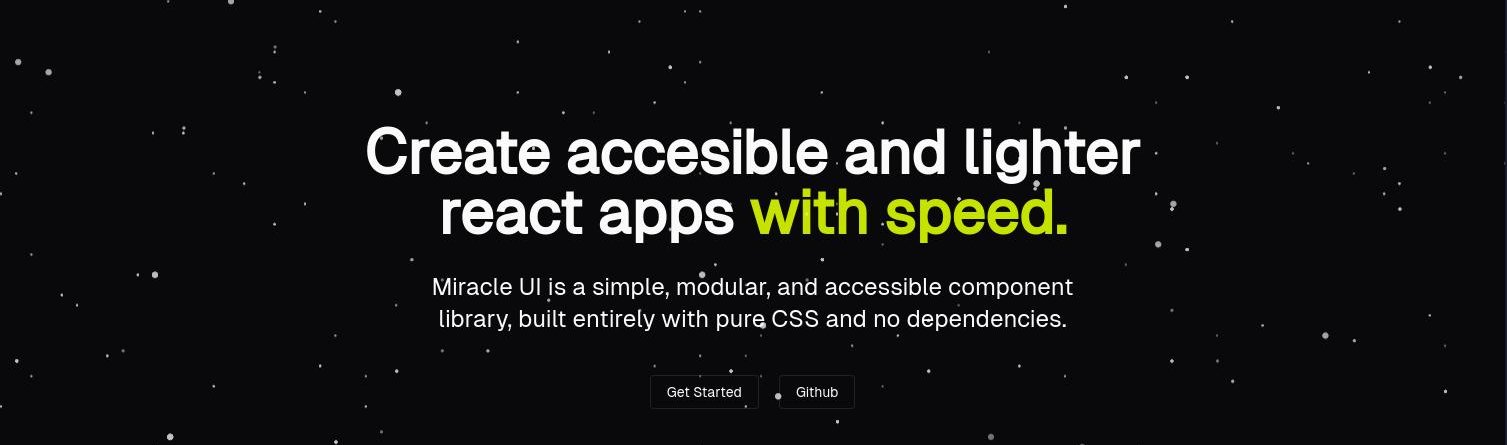 Create accesible and lighter
react apps with speed.
Miracle UI is a simple, modular, and accessible component
library, built entirely with pure CSS and no dependencies.
Get Started
Github